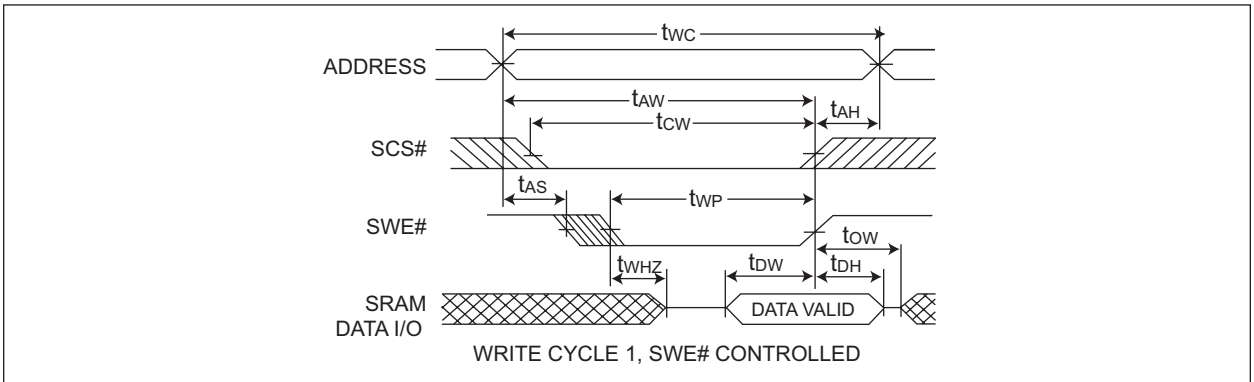 tWC
ADDRESS
tAW
tAH
tCW
SCS#
tAS
tWP
SWE#
tOW
tWHZ
tDW
tDH
SRAM
DATA I/O
DATA VALID
WRITE CYCLE 1, SWE# CONTROLLED